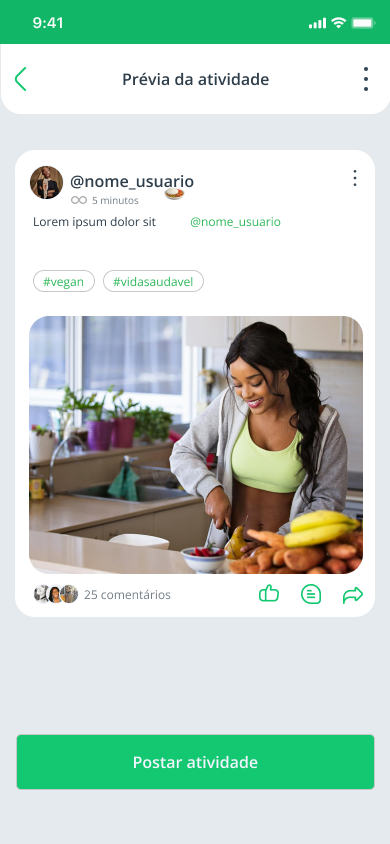 9:41
Prévia da atividade
@nome_usuario
5 minutos
Lorem ipsum dolor sit @nome_usuario
#vegan #vidasaudavel
25 comentários
Postar atividade